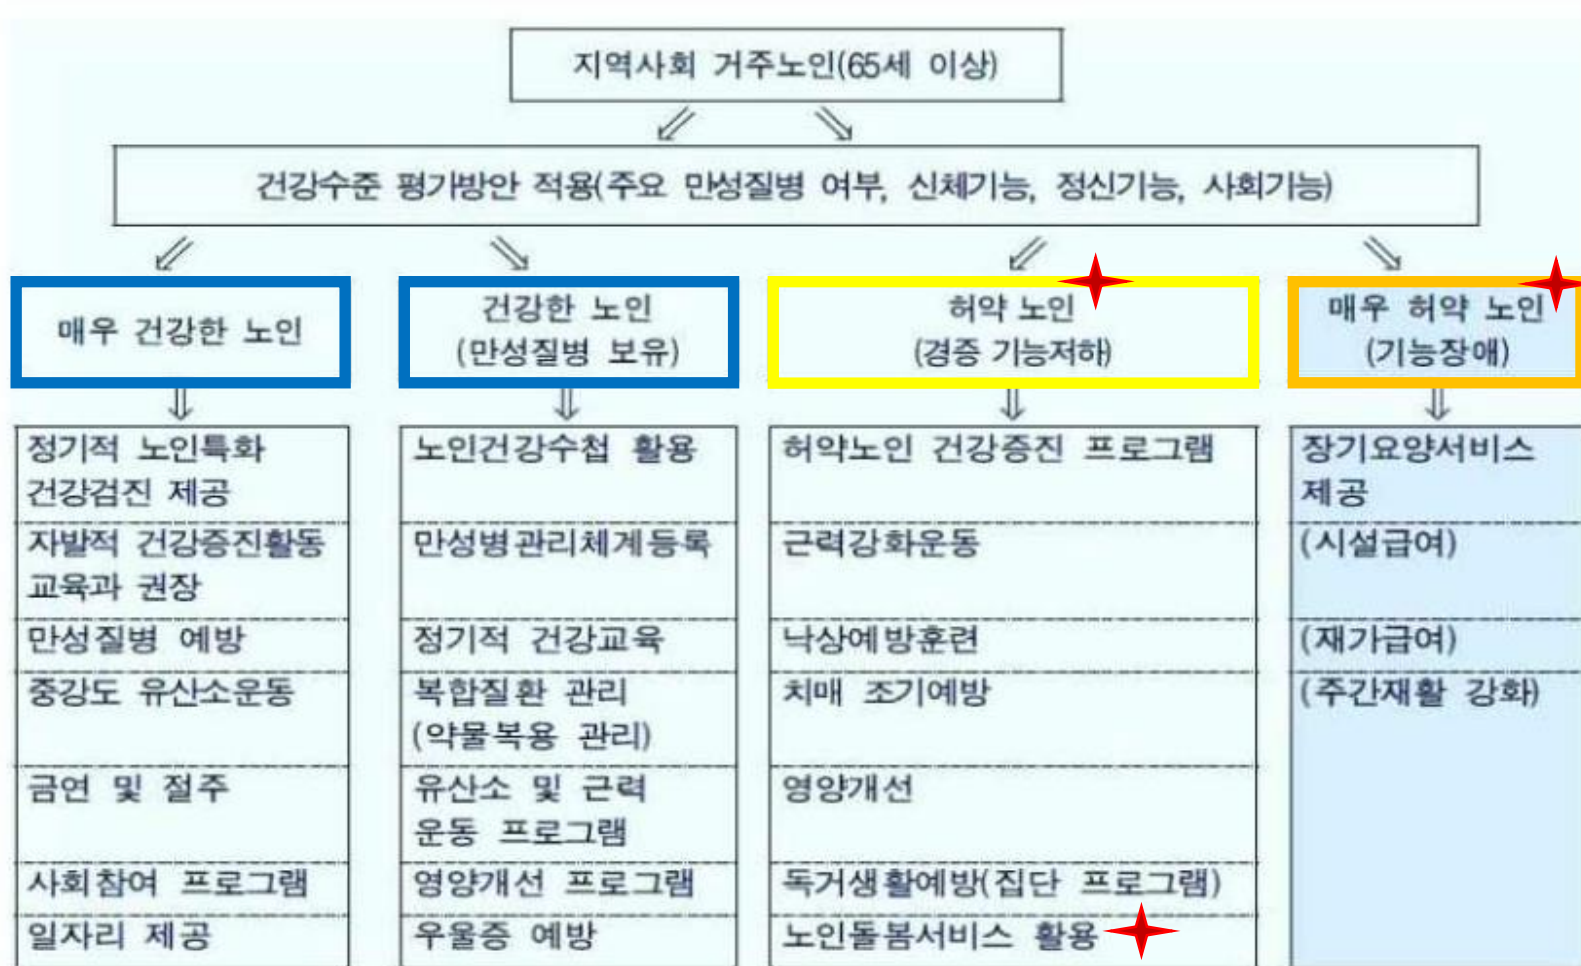 지역사회 거주노인(65세 이상)
건강수준 평가방안 적용(주요 만성질병 여부, 신체기능, 정신기능, 사회기능)
매우 건강한 노인
건강한 노인
(만성질병 보유)
허약 노인
(경증 기능저하)
매우 허약 노인
(기능장애)
정기적 노인특화
건강검진 제공
자발적 건강증진활동
교육과 권장
만성질병 예방
중강도 유산소운동
금연 및 절주
사회참여 프로그램
일자리 제공
노인건강수첩 활용
만성병관리체계등록
정기적 건강교육
복합질환 관리
(약물복용 관리)
유산소 및 근력
운동 프로그램
영양개선 프로그램
우울증 예방
허약노인 건강증진 프로그램
근력강화운동
낙상예방훈련
치매 조기예방
영양개선
독거생활예방(집단 프로그램)
노인돌봄서비스 활용
장기요양서비스
제공
(시설급여)
(재가급여)
(주간재활 강화)